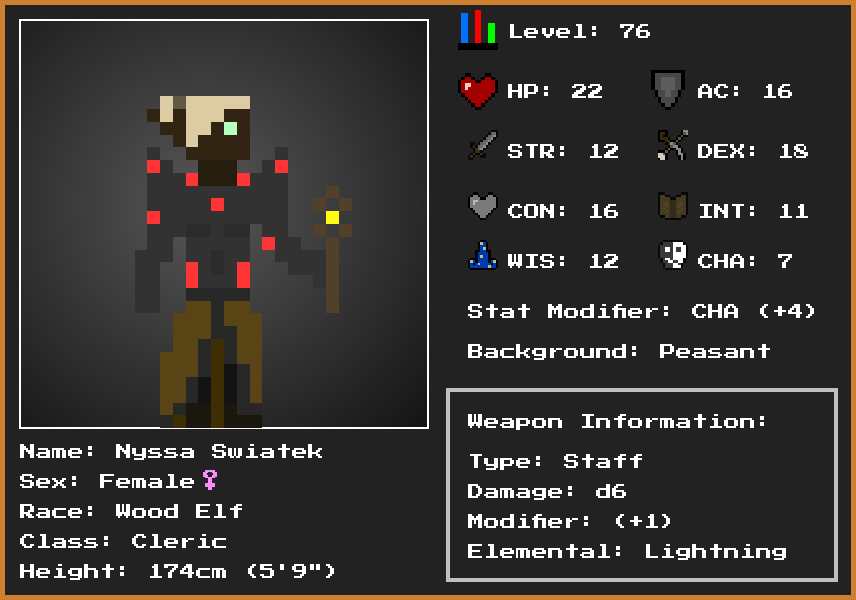 Level: 76
HP: 22
AC: 16
STR: 12
DEX: 18
CON: 16
INT: 11
WIS: 12
CHA: 7
Stat Modifier: CHA (+4)
Background: Peasant
Weapon Information:
Type: Staff
Damage: d6
Modifier: (+1)
Elemental: Lightning
Name: Nyssa Swiatek
Sex: Female♀
Race: Wood Elf
Class: Cleric
Height: 174cm (5'9")